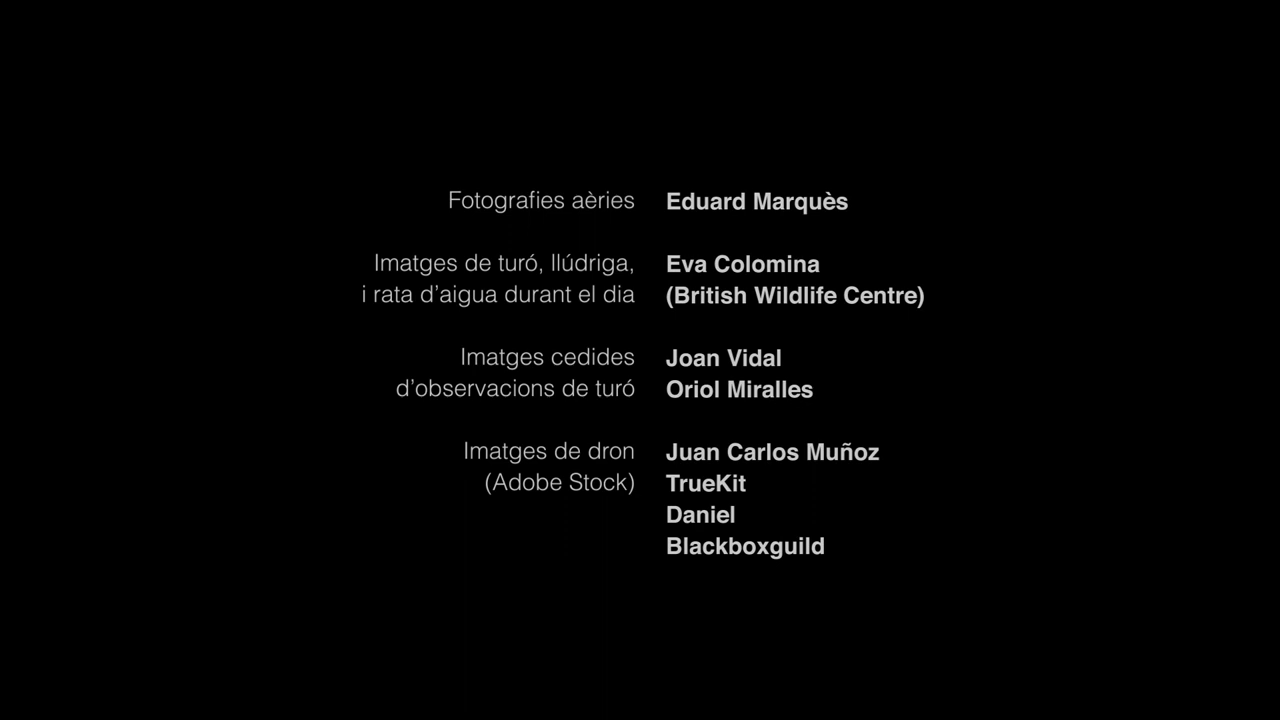 Fotografies aèries Eduard Marquès
Imatges de turó, llúdriga, Eva Colomina
i rata d’aigua durant el dia (British Wildlife Centre)
Imatges cedides Joan Vidal
d’observacions de turó Oriol Miralles
Imatges de dron Juan Carlos Muñoz
(Adobe Stock) TrueKit
Daniel
Blackboxguild